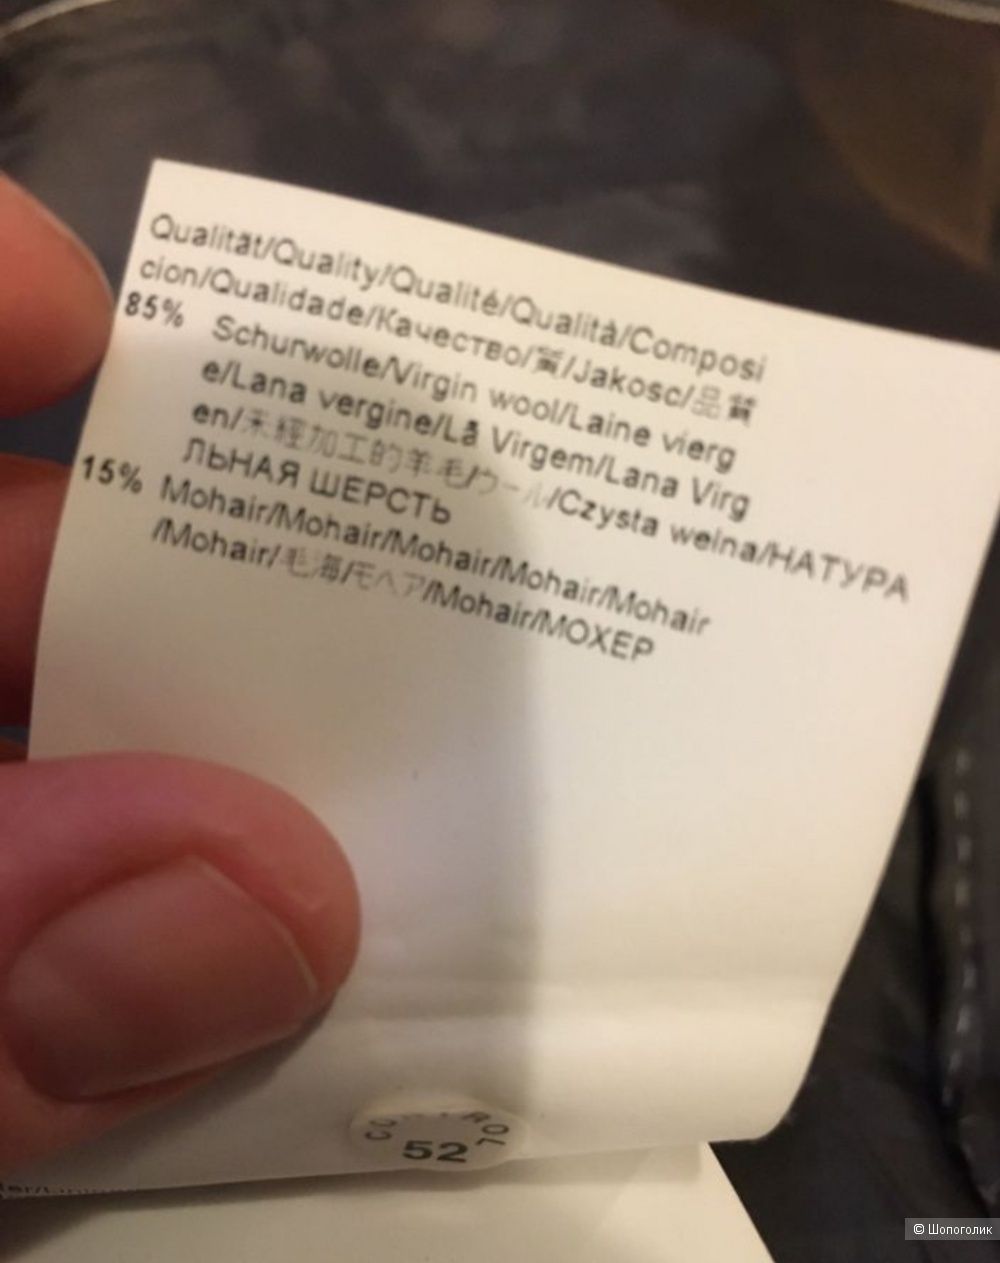 Qualität/Quality/Qualité/Qualità/Composi
cion/Qualidade/Качество/質/Jakosc/品質
85% Schurwolle/Virgin wool/Laine vierg
e/Lana vergine/Lã Virgem/Lana Virg
en/未經加工的羊毛/ウール/Czysta welna/НАТУРА
ЛЬНАЯ ШЕРСТЬ
15% Mohair/Mohair/Mohair/Mohair/Mohair
/Mohair/毛海/モヘア/Mohair/МОХЕР
CONTROL
52
© Шопоголик